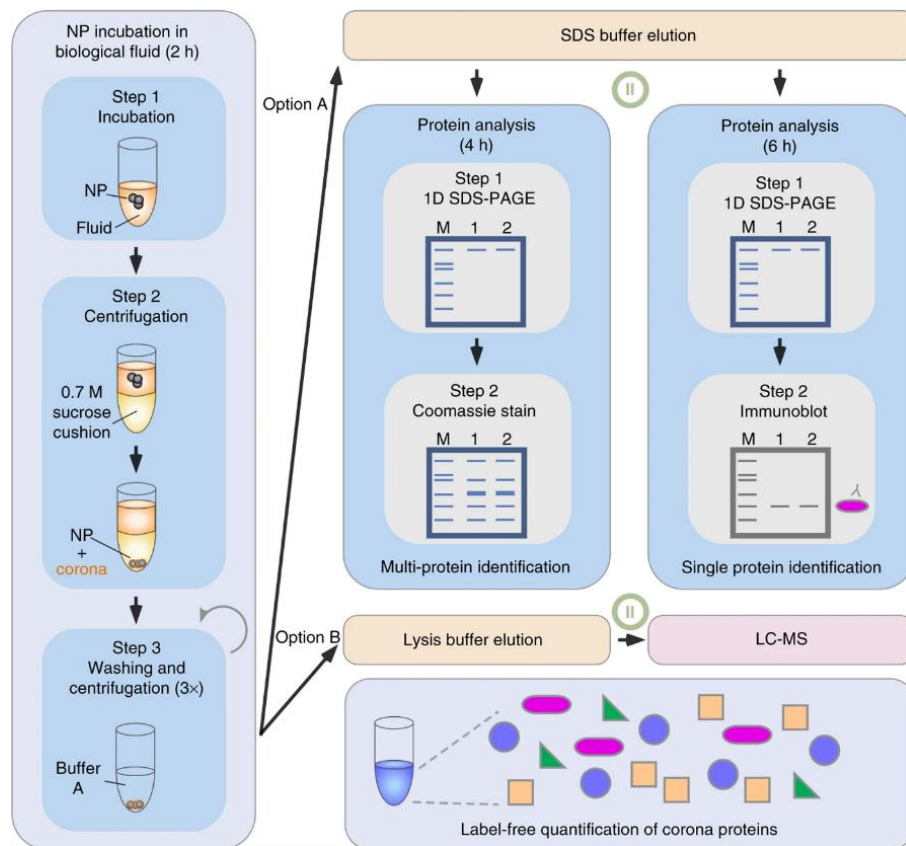 NP incubation in
biological fluid (2 h)
Step 1
Incubation
NP
Fluid
Step 2
Centrifugation
0.7 M
sucrose
cushion
NP
+
corona
Step 3
Washing and
centrifugation (3×)
Buffer
A
Option A
SDS buffer elution
II
Protein analysis
(4 h)
Step 1
1D SDS-PAGE
M 1 2
Step 2
Coomassie stain
M 1 2
Multi-protein identification
Protein analysis
(6 h)
Step 1
1D SDS-PAGE
M 1 2
Step 2
Immunoblot
M 1 2
Single protein identification
Option B
Lysis buffer elution
II
LC-MS
Label-free quantification of corona proteins